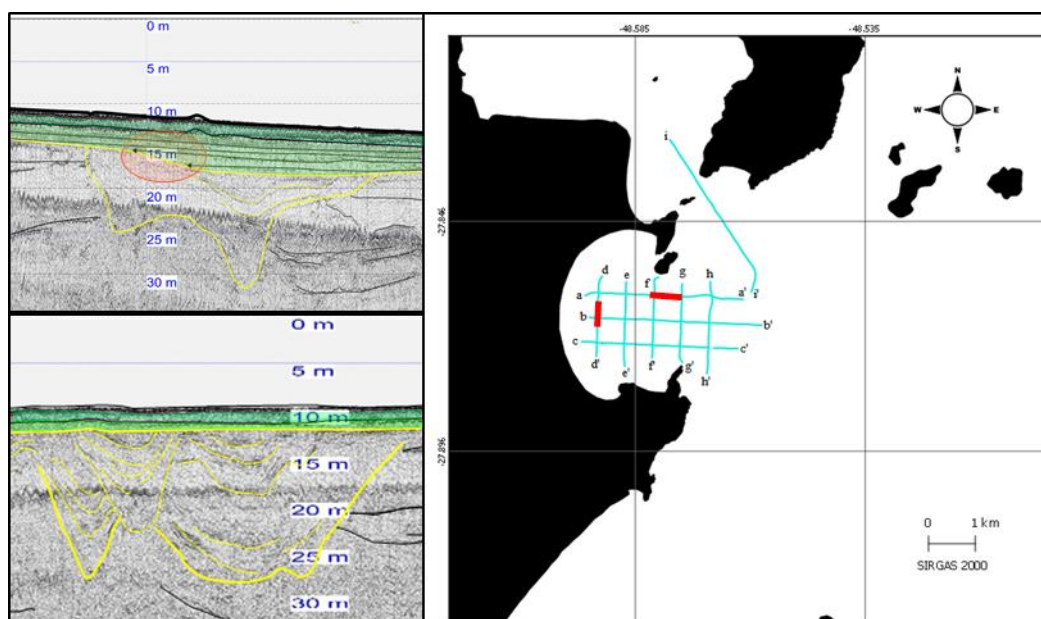 0 m
5 m
10 m
15 m
20 m
25 m
30 m
0 m
5 m
10 m
15 m
20 m
25 m
30 m
-48.585
-48.535
-27.846
-27.896
N
W E
S
i
d e f g h
a a' i'
b b'
c c'
d' e' f' g' h'
0 1 km
SIRGAS 2000